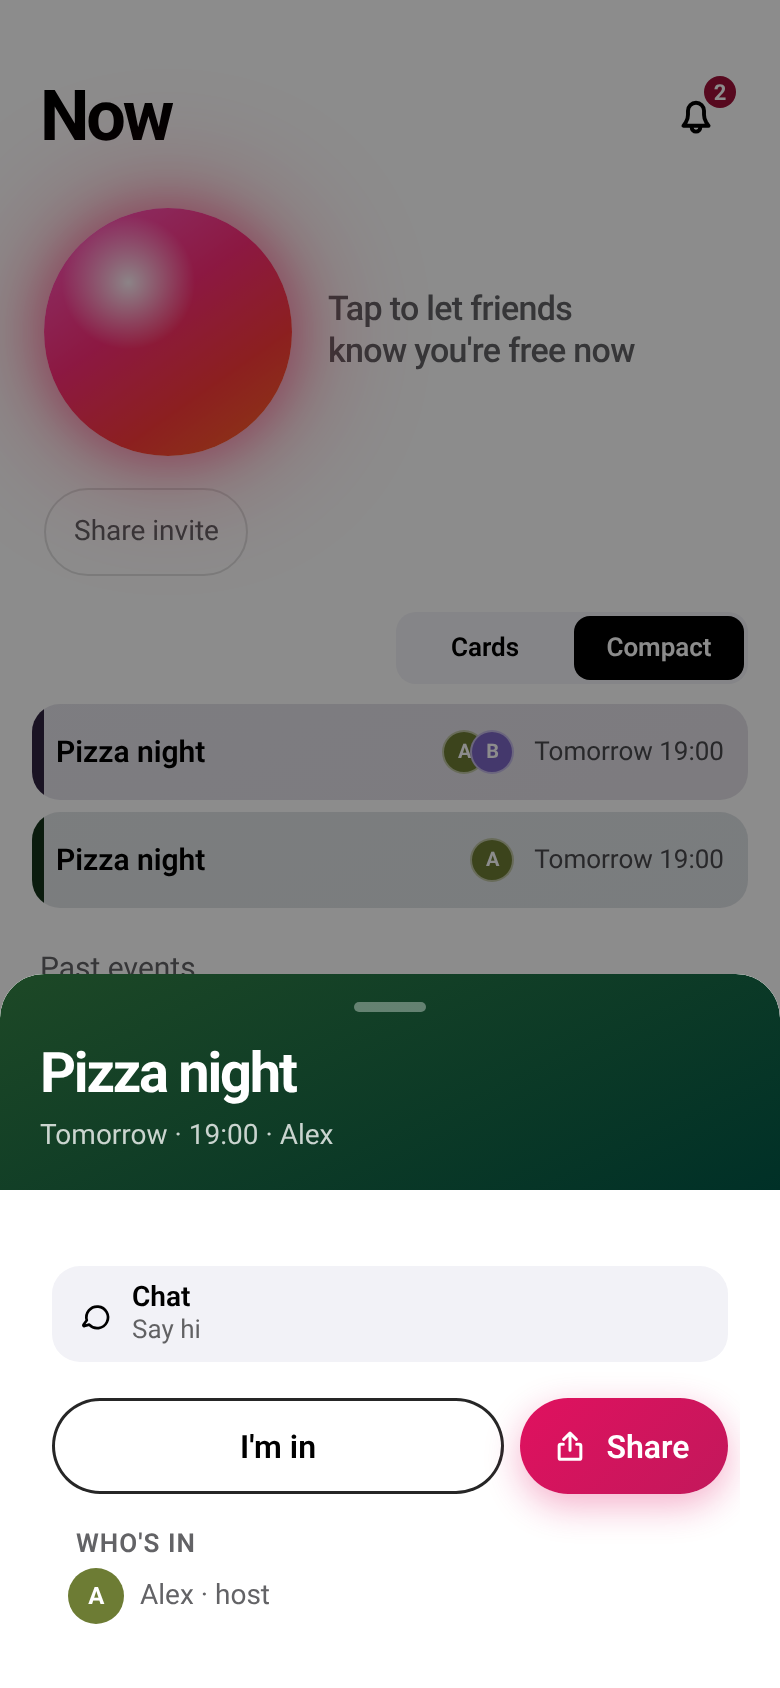 Now
2
Tap to let friends
know you're free now
Share invite
Cards
Compact
Pizza night
A
B
Tomorrow 19:00
Pizza night
A
Tomorrow 19:00
Past events
Pizza night
Tomorrow · 19:00 · Alex
Chat
Say hi
I'm in
Share
WHO'S IN
A
Alex · host